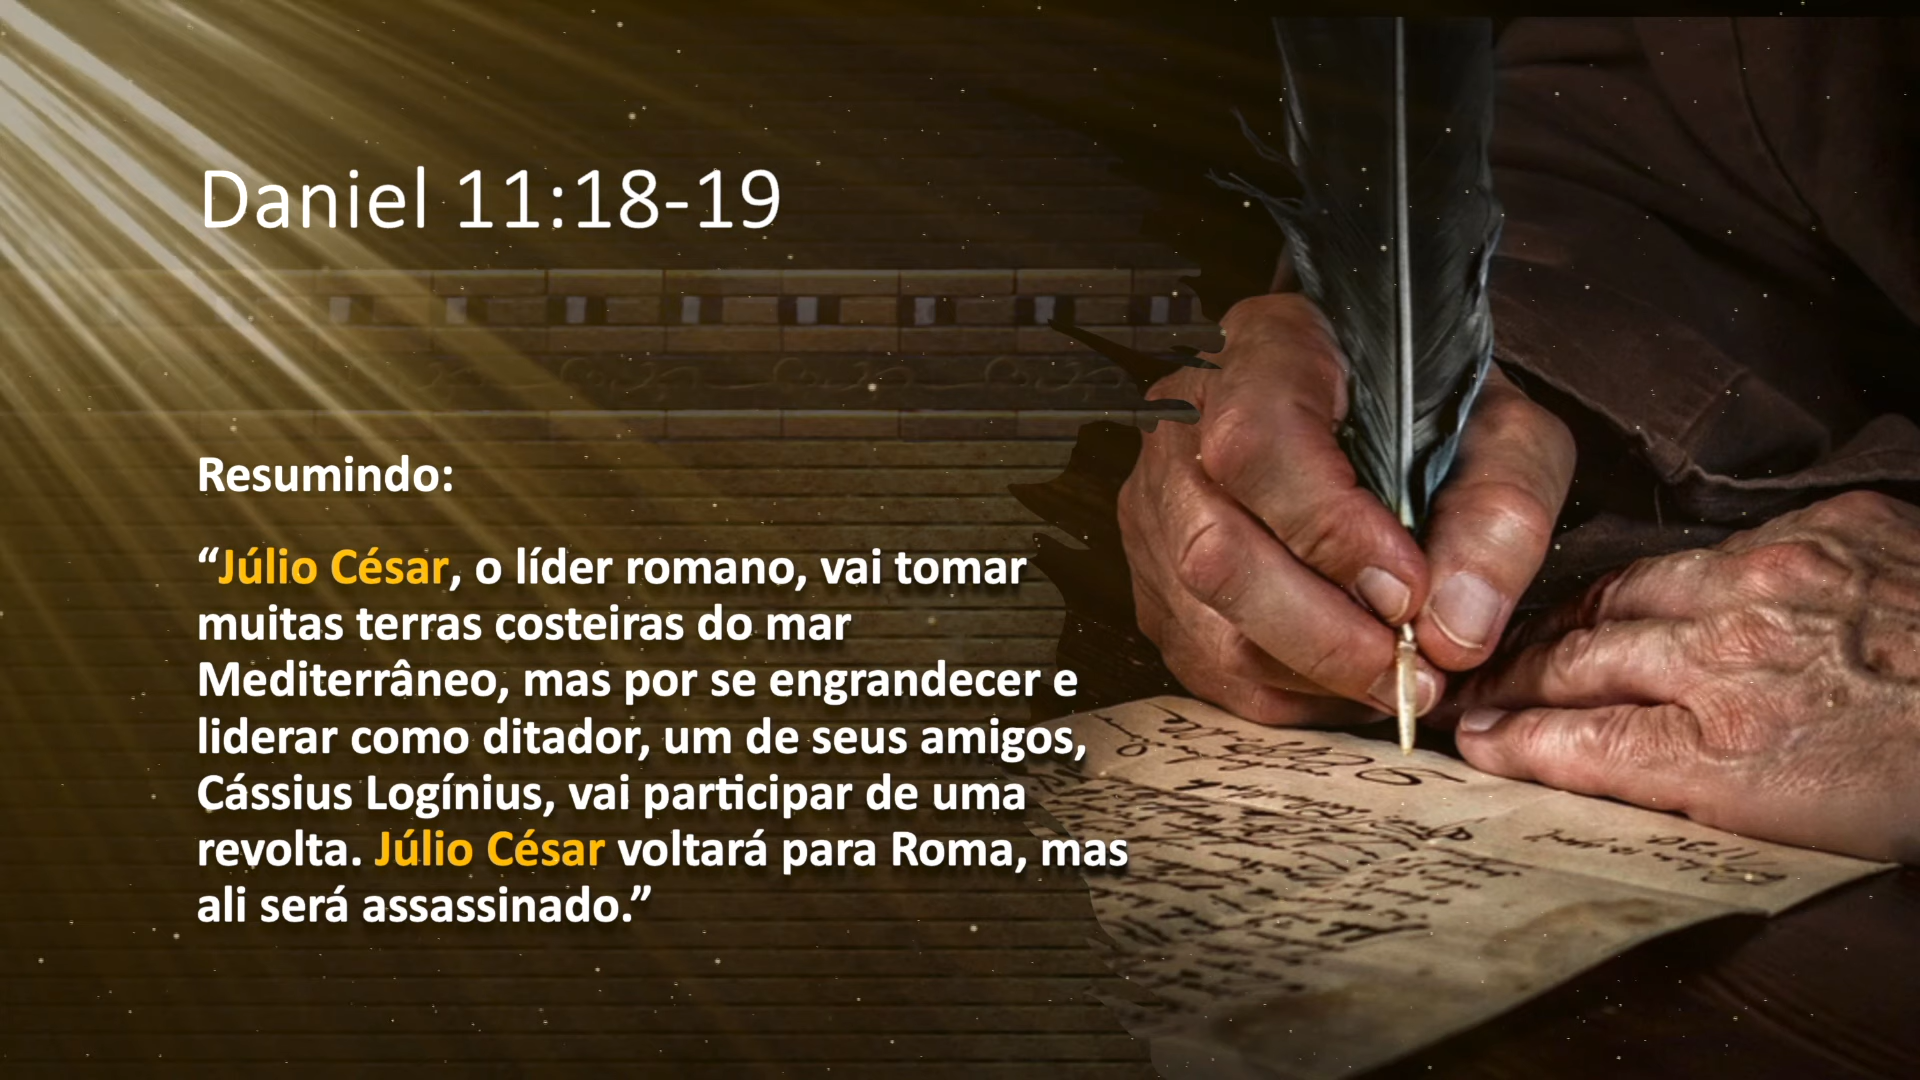 Daniel 11:18-19
Resumindo:
“Júlio César, o líder romano, vai tomar
muitas terras costeiras do mar
Mediterrâneo, mas por se engrandecer e
liderar como ditador, um de seus amigos,
Cássius Logínius, vai participar de uma
revolta. Júlio César voltará para Roma, mas
ali será assassinado.”